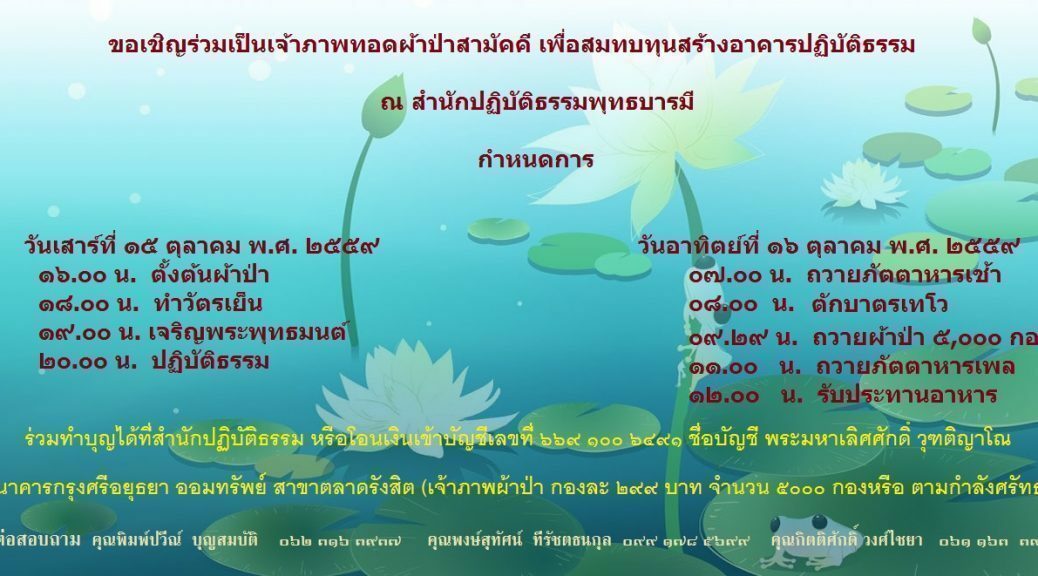 ขอเชิญร่วมเป็นเจ้าภาพทอดผ้าป่าสามัคคี เพื่อสมทบทุนสร้างอาคารปฏิบัติธรรม
ณ สำนักปฏิบัติธรรมพุทธบารมี
กำหนดการ
วันเสาร์ที่ ๑๕ ตุลาคม พ.ศ. ๒๕๕๙
๑๖.๐๐ น. ตั้งต้นผ้าป่า
๑๘.๐๐ น. ทำวัตรเย็น
๑๙.๐๐ น. เจริญพระพุทธมนต์
๒๐.๐๐ น. ปฏิบัติธรรม
วันอาทิตย์ที่ ๑๖ ตุลาคม พ.ศ. ๒๕๕๙
๐๗.๐๐ น. ถวายภัตตาหารเช้า
๐๘.๐๐ น. ตักบาตรเทโว
๐๙.๒๙ น. ถวายผ้าป่า ๕,๐๐๐ กอ
๑๑.๐๐ น. ถวายภัตตาหารเพล
๑๒.๐๐ น. รับประทานอาหาร
ร่วมทำบุญได้ที่สำนักปฏิบัติธรรม หรือโอนเงินเข้าบัญชีเลขที่ ๖๖๙ ๑๐๐ ๖๔๙๑ ชื่อบัญชี พระมหาเลิศศักดิ์ วุฑฒิญาโณ
นาคารกรุงศรีอยุธยา ออมทรัพย์ สาขาตลาดรังสิต (เจ้าภาพผ้าป่า กองละ ๒๙๙ บาท จำนวน ๕๐๐๐ กองหรือ ตามกำลังศรัท
ต่อสอบถาม คุณพิมพ์ปวีณ์ บุญสมบัติ ๐๖๒ ๓๑๖ ๓๙๓๗ คุณพงษ์สุทัศน์ ทีรัชตธนกุล ๐๙๙ ๑๗๘ ๕๖๙๙ คุณกิตติศักดิ์ วงศ์ไชยา ๐๖๑ ๑๖๓